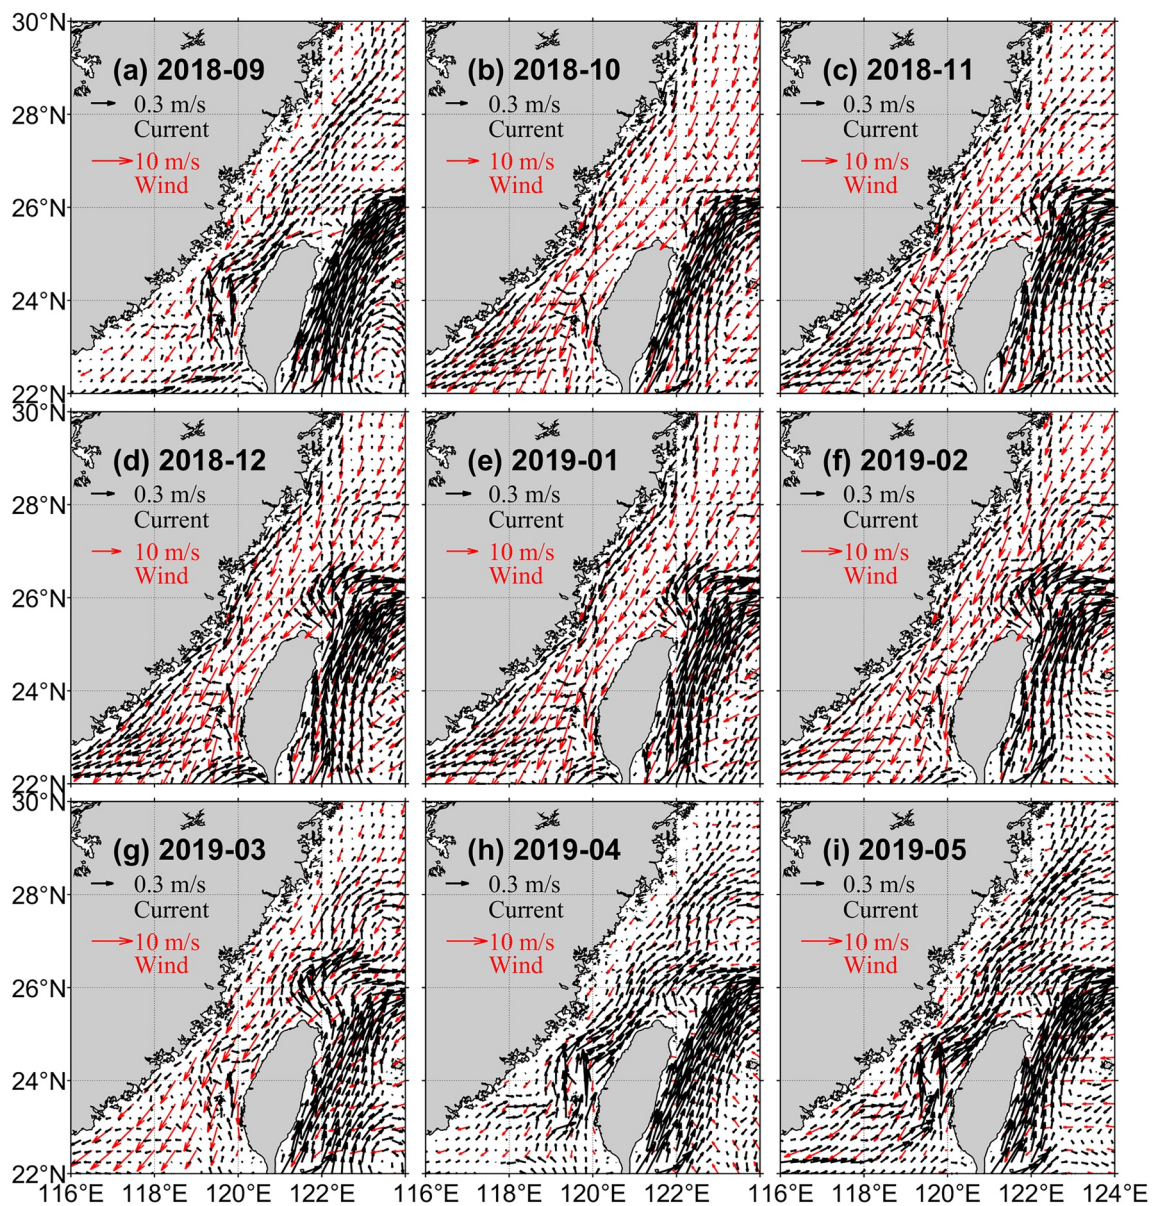 30°N
28°N
26°N
24°N
22°N
(a) 2018-09
0.3 m/s
Current
10 m/s
Wind
(b) 2018-10
0.3 m/s
Current
10 m/s
Wind
(c) 2018-11
0.3 m/s
Current
10 m/s
Wind
30°N
28°N
26°N
24°N
22°N
(d) 2018-12
0.3 m/s
Current
10 m/s
Wind
(e) 2019-01
0.3 m/s
Current
10 m/s
Wind
(f) 2019-02
0.3 m/s
Current
10 m/s
Wind
30°N
28°N
26°N
24°N
22°N
(g) 2019-03
0.3 m/s
Current
10 m/s
Wind
(h) 2019-04
0.3 m/s
Current
10 m/s
Wind
(i) 2019-05
0.3 m/s
Current
10 m/s
Wind
116°E 118°E 120°E 122°E 116°E 118°E 120°E 122°E 116°E 118°E 120°E 122°E 124°E